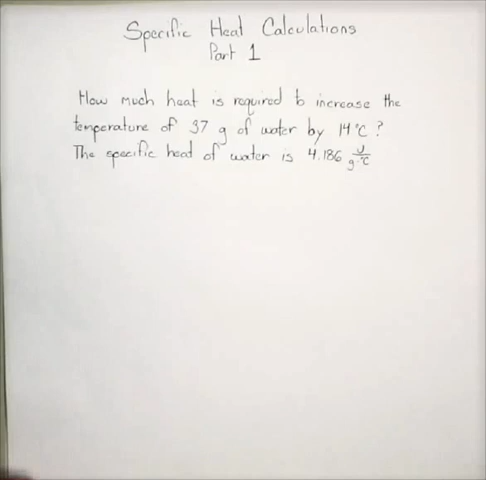 Specific Heat Calculations
Part 1
How much heat is required to increase the
temperature of 37 g of water by 14°C?
The specific heat of water is 4.186 J/g·°C